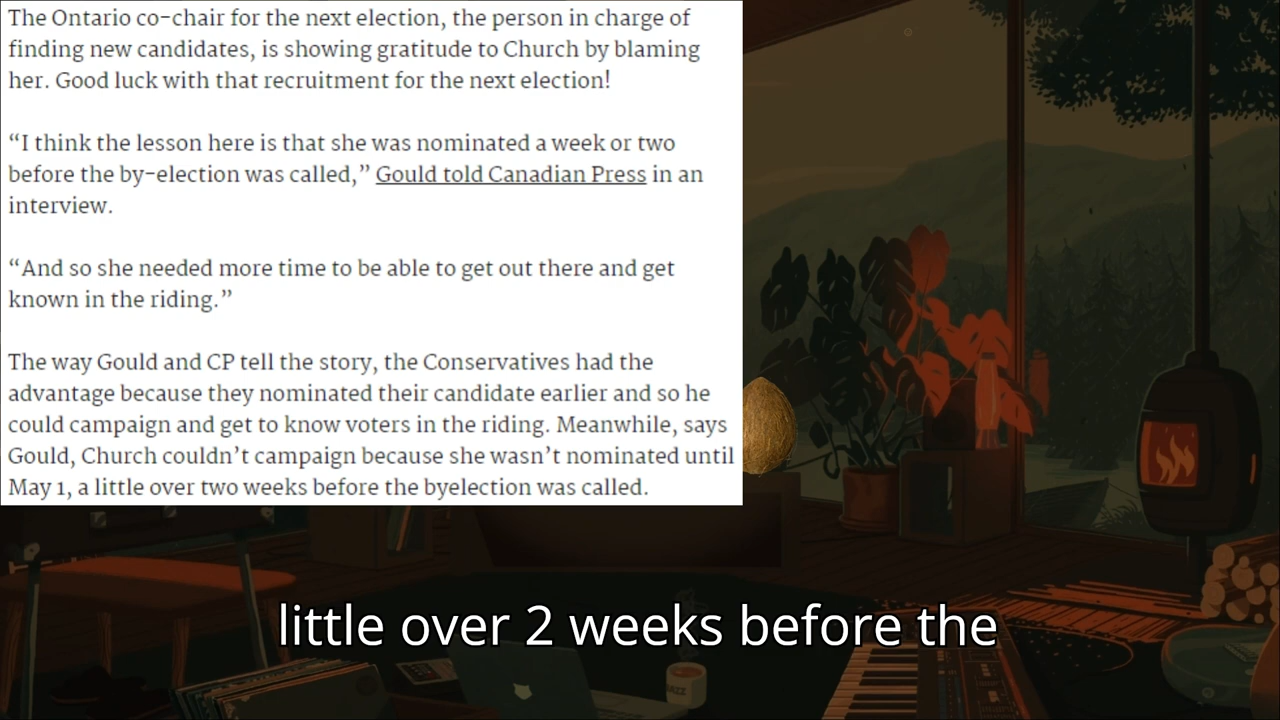 The Ontario co-chair for the next election, the person in charge of
finding new candidates, is showing gratitude to Church by blaming
her. Good luck with that recruitment for the next election!
“I think the lesson here is that she was nominated a week or two
before the by-election was called,” Gould told Canadian Press in an
interview.
“And so she needed more time to be able to get out there and get
known in the riding.”
The way Gould and CP tell the story, the Conservatives had the
advantage because they nominated their candidate earlier and so he
could campaign and get to know voters in the riding. Meanwhile, says
Gould, Church couldn’t campaign because she wasn’t nominated until
May 1, a little over two weeks before the byelection was called.
little over 2 weeks before the
JAZZ